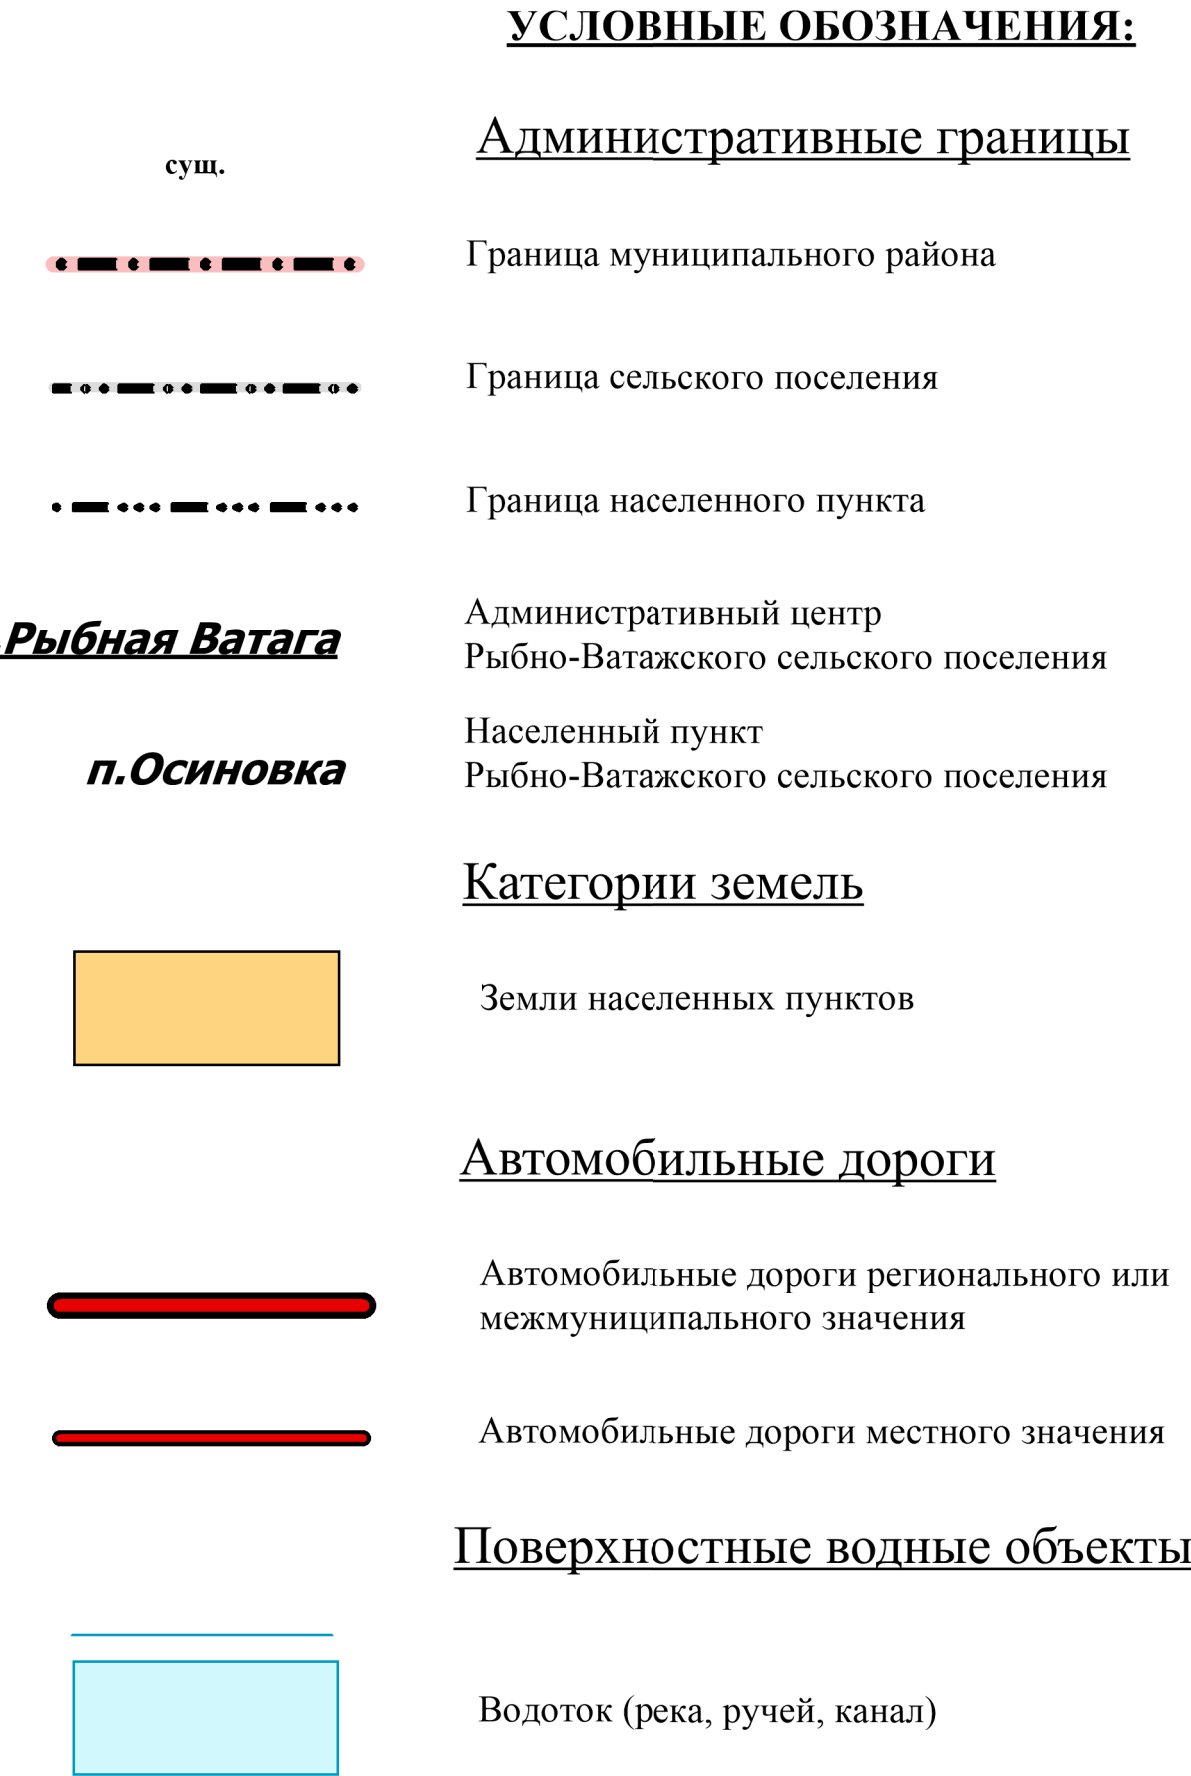 УСЛОВНЫЕ ОБОЗНАЧЕНИЯ:
Административные границы
сущ.
Граница муниципального района
Граница сельского поселения
Граница населенного пункта
Административный центр
.Рыбная Ватага
Рыбно-Ватажского сельского поселения
Населенный пункт
п.Осиновка
Рыбно-Ватажского сельского поселения
Категории земель
Земли населенных пунктов
Автомобильные дороги
Автомобильные дороги регионального или
межмуниципального значения
Автомобильные дороги местного значения
Поверхностные водные объекты
Водоток (река, ручей, канал)